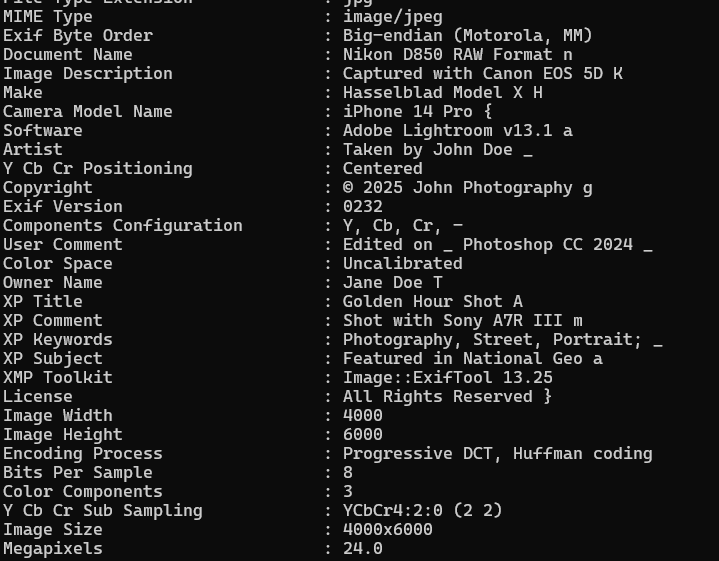 File Type Extension : jpg
MIME Type : image/jpeg
Exif Byte Order : Big-endian (Motorola, MM)
Document Name : Nikon D850 RAW Format n
Image Description : Captured with Canon EOS 5D K
Make : Hasselblad Model X H
Camera Model Name : iPhone 14 Pro {
Software : Adobe Lightroom v13.1 a
Artist : Taken by John Doe _
Y Cb Cr Positioning : Centered
Copyright : © 2025 John Photography g
Exif Version : 0232
Components Configuration : Y, Cb, Cr, -
User Comment : Edited on _ Photoshop CC 2024 _
Color Space : Uncalibrated
Owner Name : Jane Doe T
XP Title : Golden Hour Shot A
XP Comment : Shot with Sony A7R III m
XP Keywords : Photography, Street, Portrait; _
XP Subject : Featured in National Geo a
XMP Toolkit : Image::ExifTool 13.25
License : All Rights Reserved }
Image Width : 4000
Image Height : 6000
Encoding Process : Progressive DCT, Huffman coding
Bits Per Sample : 8
Color Components : 3
Y Cb Cr Sub Sampling : YCbCr4:2:0 (2 2)
Image Size : 4000x6000
Megapixels : 24.0